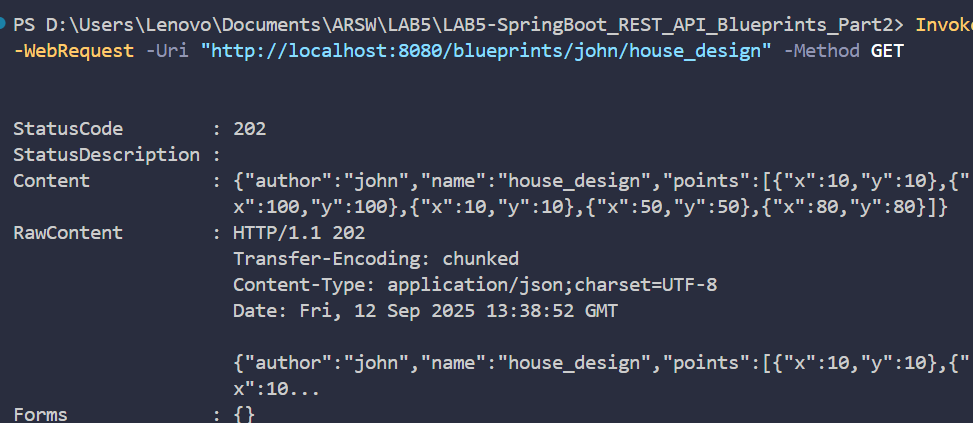 PS D:\Users\Lenovo\Documents\ARSW\LAB5\LAB5-SpringBoot_REST_API_Blueprints_Part2> Invoke
-WebRequest -Uri "http://localhost:8080/blueprints/john/house_design" -Method GET
StatusCode : 202
StatusDescription :
Content : {"author":"john","name":"house_design","points":[{"x":10,"y":10},{"
x":100,"y":100},{"x":10,"y":10},{"x":50,"y":50},{"x":80,"y":80}]}
RawContent : HTTP/1.1 202
Transfer-Encoding: chunked
Content-Type: application/json;charset=UTF-8
Date: Fri, 12 Sep 2025 13:38:52 GMT
{"author":"john","name":"house_design","points":[{"x":10,"y":10},{"
x":10...
Forms : {}